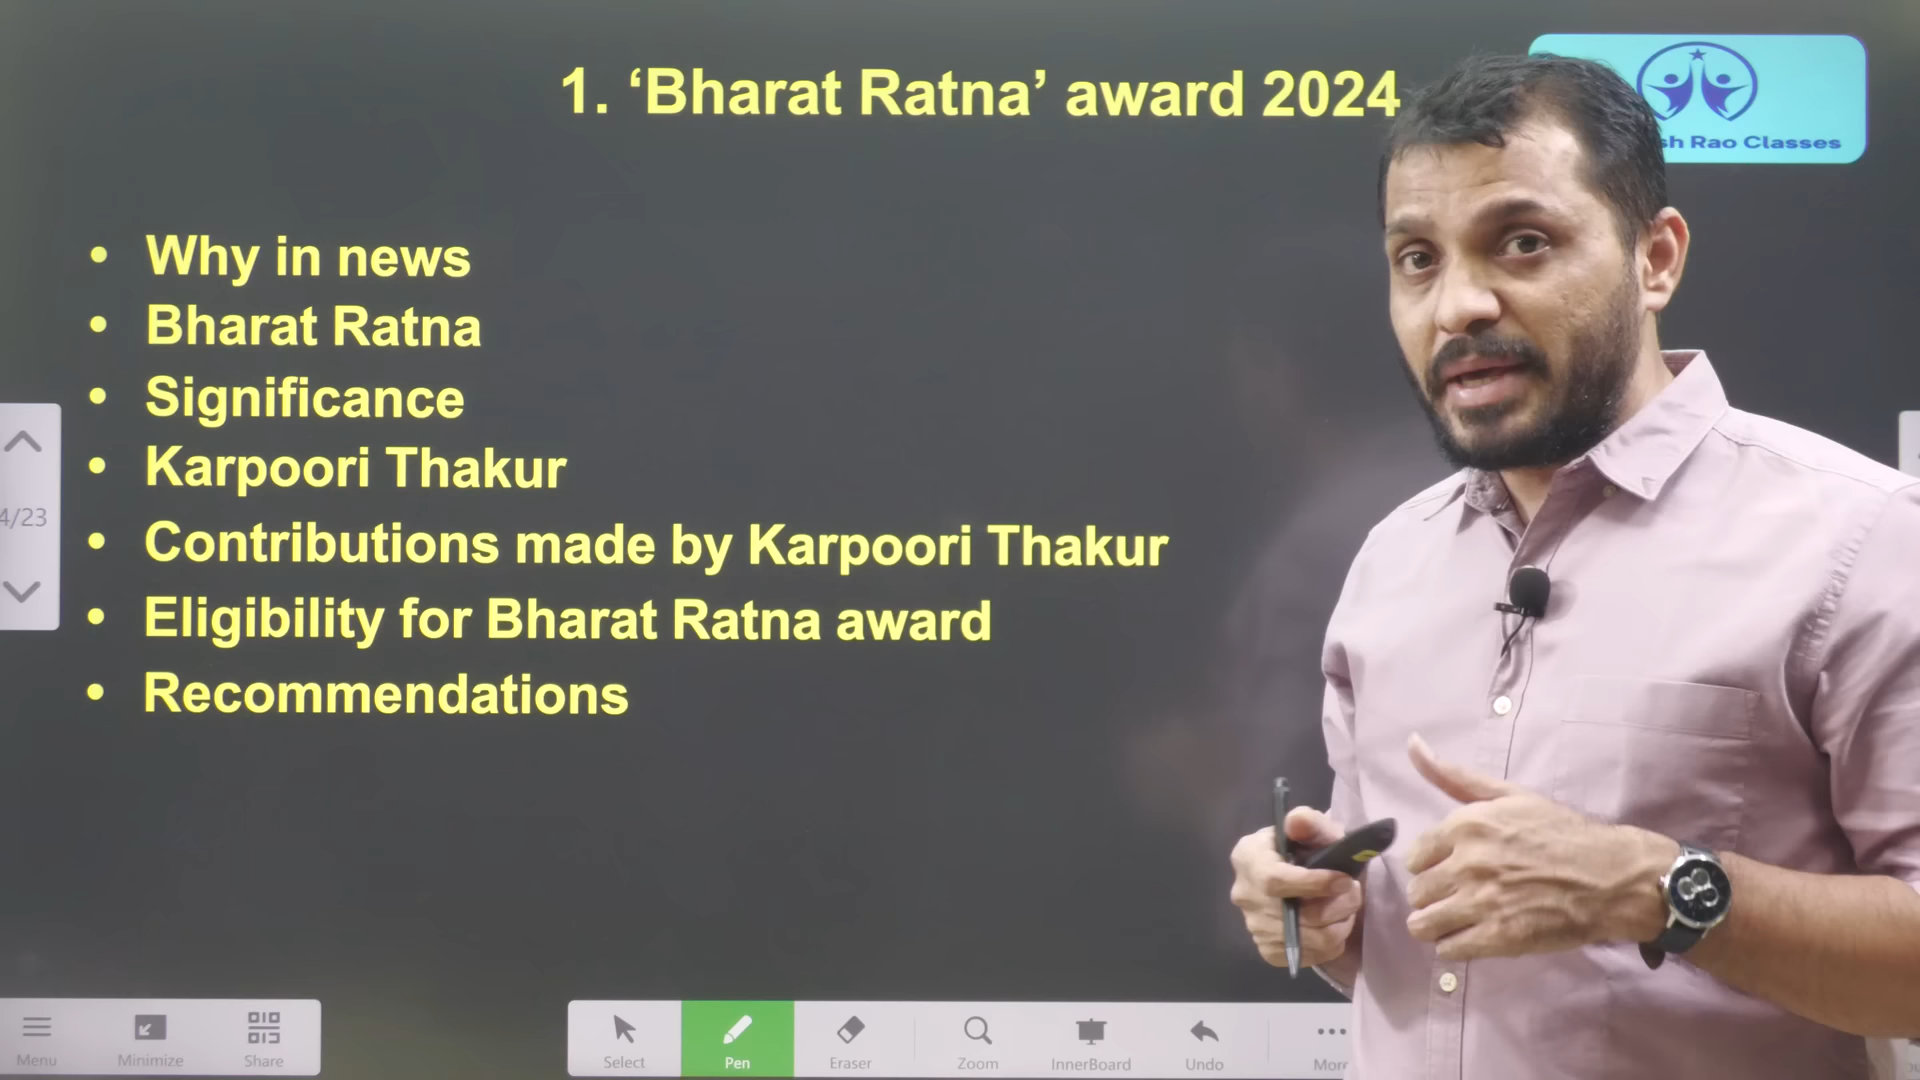 1. ‘Bharat Ratna’ award 2024
Rao Classes
• Why in news
• Bharat Ratna
• Significance
• Karpoori Thakur
• Contributions made by Karpoori Thakur
• Eligibility for Bharat Ratna award
• Recommendations
4/23
Menu
Minimize
Share
Select
Pen
Eraser
Zoom
InnerBoard
Undo
More